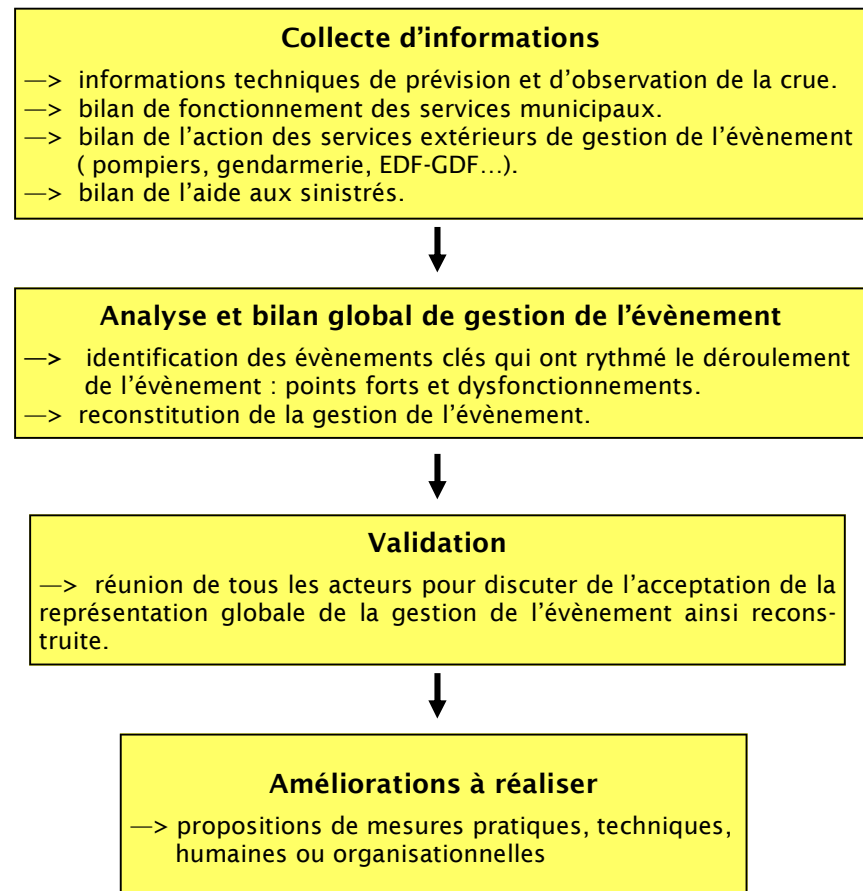 Collecte d’informations
—> informations techniques de prévision et d’observation de la crue.
—> bilan de fonctionnement des services municipaux.
—> bilan de l’action des services extérieurs de gestion de l’évènement
( pompiers, gendarmerie, EDF-GDF…).
—> bilan de l’aide aux sinistrés.
Analyse et bilan global de gestion de l’évènement
—> identification des évènements clés qui ont rythmé le déroulement
de l’évènement : points forts et dysfonctionnements.
—> reconstitution de la gestion de l’évènement.
Validation
—> réunion de tous les acteurs pour discuter de l’acceptation de la
représentation globale de la gestion de l’évènement ainsi recons-
truite.
Améliorations à réaliser
—> propositions de mesures pratiques, techniques,
humaines ou organisationnelles